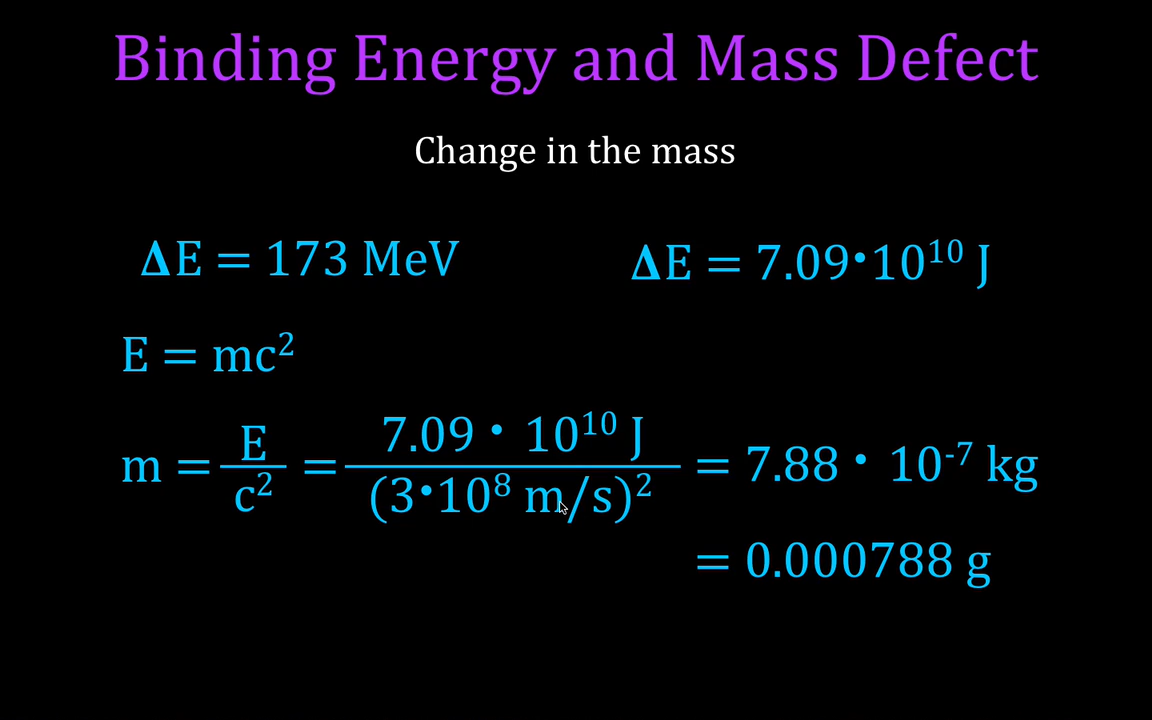 Binding Energy and Mass Defect
Change in the mass
ΔE = 173 MeV
ΔE = 7.09·10¹⁰ J
E = mc²
m = E/c² = 7.09 · 10¹⁰ J/(3·10⁸ m/s)² = 7.88 · 10⁻⁷ kg
= 0.000788 g